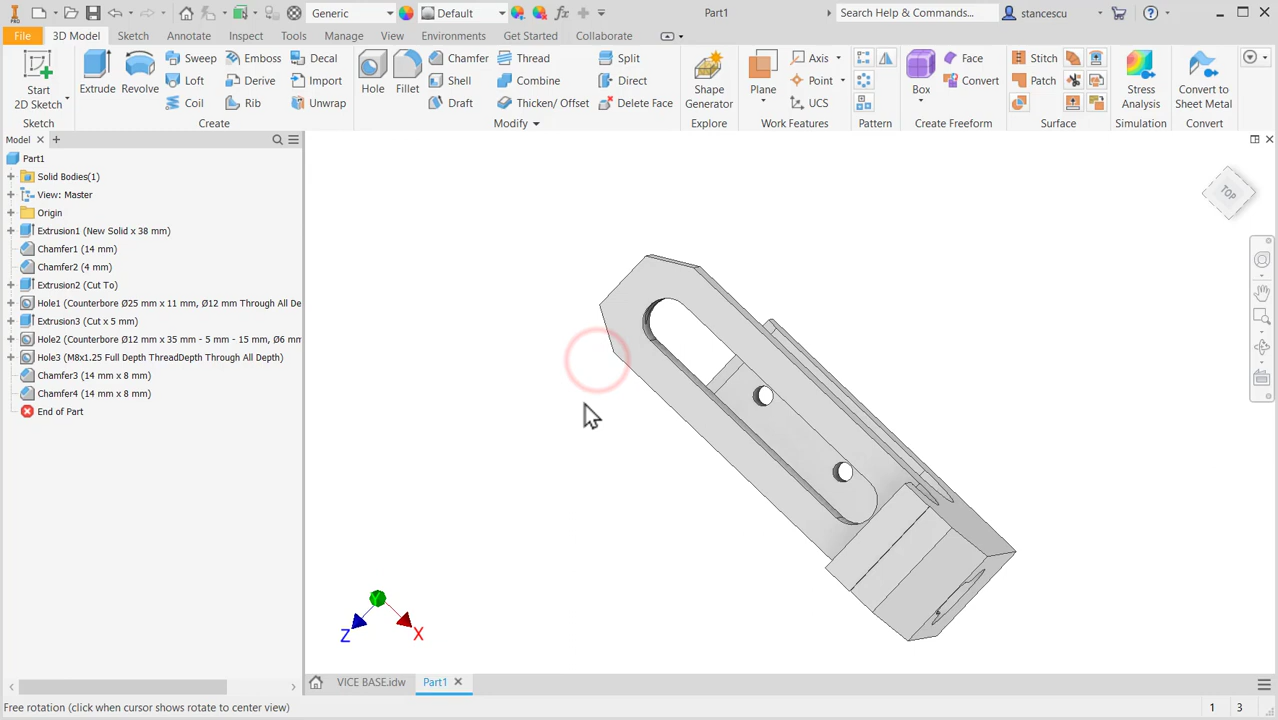 Generic
Default
fx
Part1
Search Help & Commands...
stancescu
PRO
File
3D Model
Sketch
Annotate
Inspect
Tools
Manage
View
Environments
Get Started
Collaborate
Start
2D Sketch
Extrude
Revolve
Sweep
Loft
Coil
Emboss
Derive
Rib
Decal
Import
Unwrap
Hole
Fillet
Chamfer
Shell
Draft
Thread
Combine
Thicken/ Offset
Split
Direct
Delete Face
Shape
Generator
Plane
Axis
Point
UCS
Box
Face
Convert
Stitch
Patch
Stress
Analysis
Convert to
Sheet Metal
Sketch
Create
Modify
Explore
Work Features
Pattern
Create Freeform
Surface
Simulation
Convert
Model
Part1
Solid Bodies(1)
View: Master
Origin
Extrusion1 (New Solid x 38 mm)
Chamfer1 (14 mm)
Chamfer2 (4 mm)
Extrusion2 (Cut To)
Hole1 (Counterbore Ø25 mm x 11 mm, Ø12 mm Through All De
Extrusion3 (Cut x 5 mm)
Hole2 (Counterbore Ø12 mm x 35 mm - 5 mm - 15 mm, Ø6 mm
Hole3 (M8x1.25 Full Depth ThreadDepth Through All Depth)
Chamfer3 (14 mm x 8 mm)
Chamfer4 (14 mm x 8 mm)
End of Part
TOP
Y
Z
X
VICE BASE.idw
Part1
Free rotation (click when cursor shows rotate to center view)
1
3